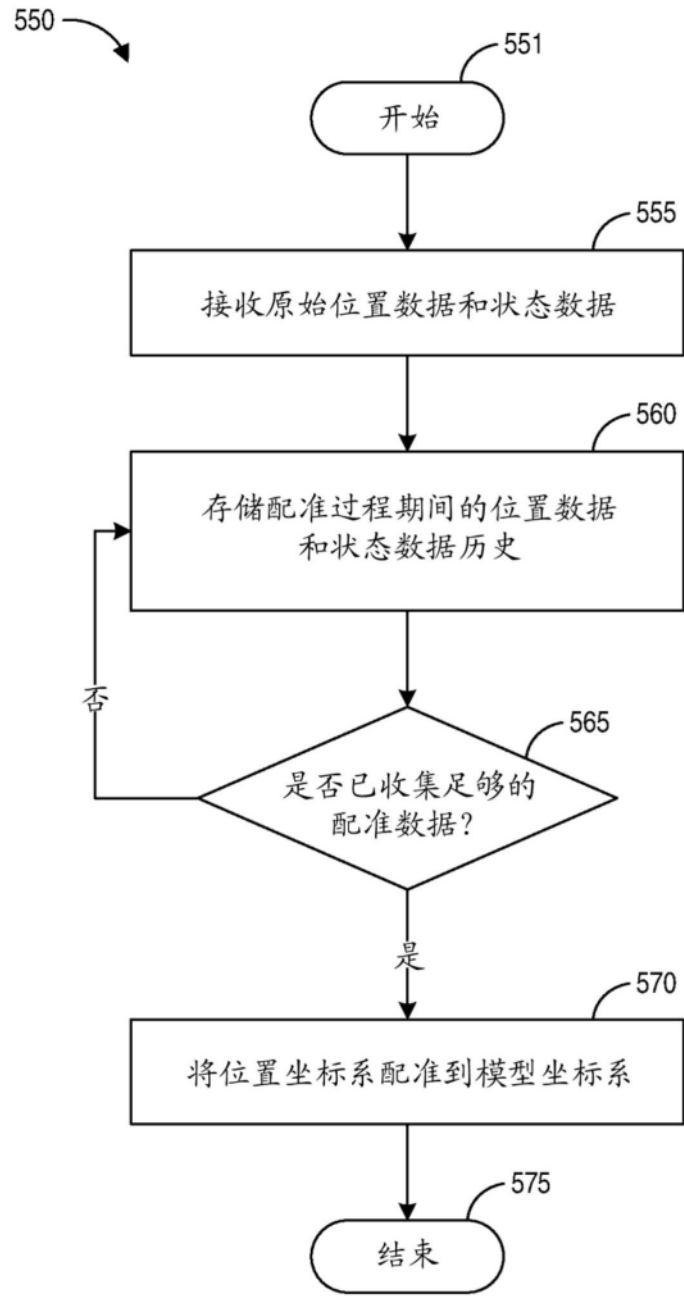 550
551
开始
555
接收原始位置数据和状态数据
560
存储配准过程期间的位置数据
和状态数据历史
否
565
是否已收集足够的
配准数据？
是
570
将位置坐标系配准到模型坐标系
575
结束